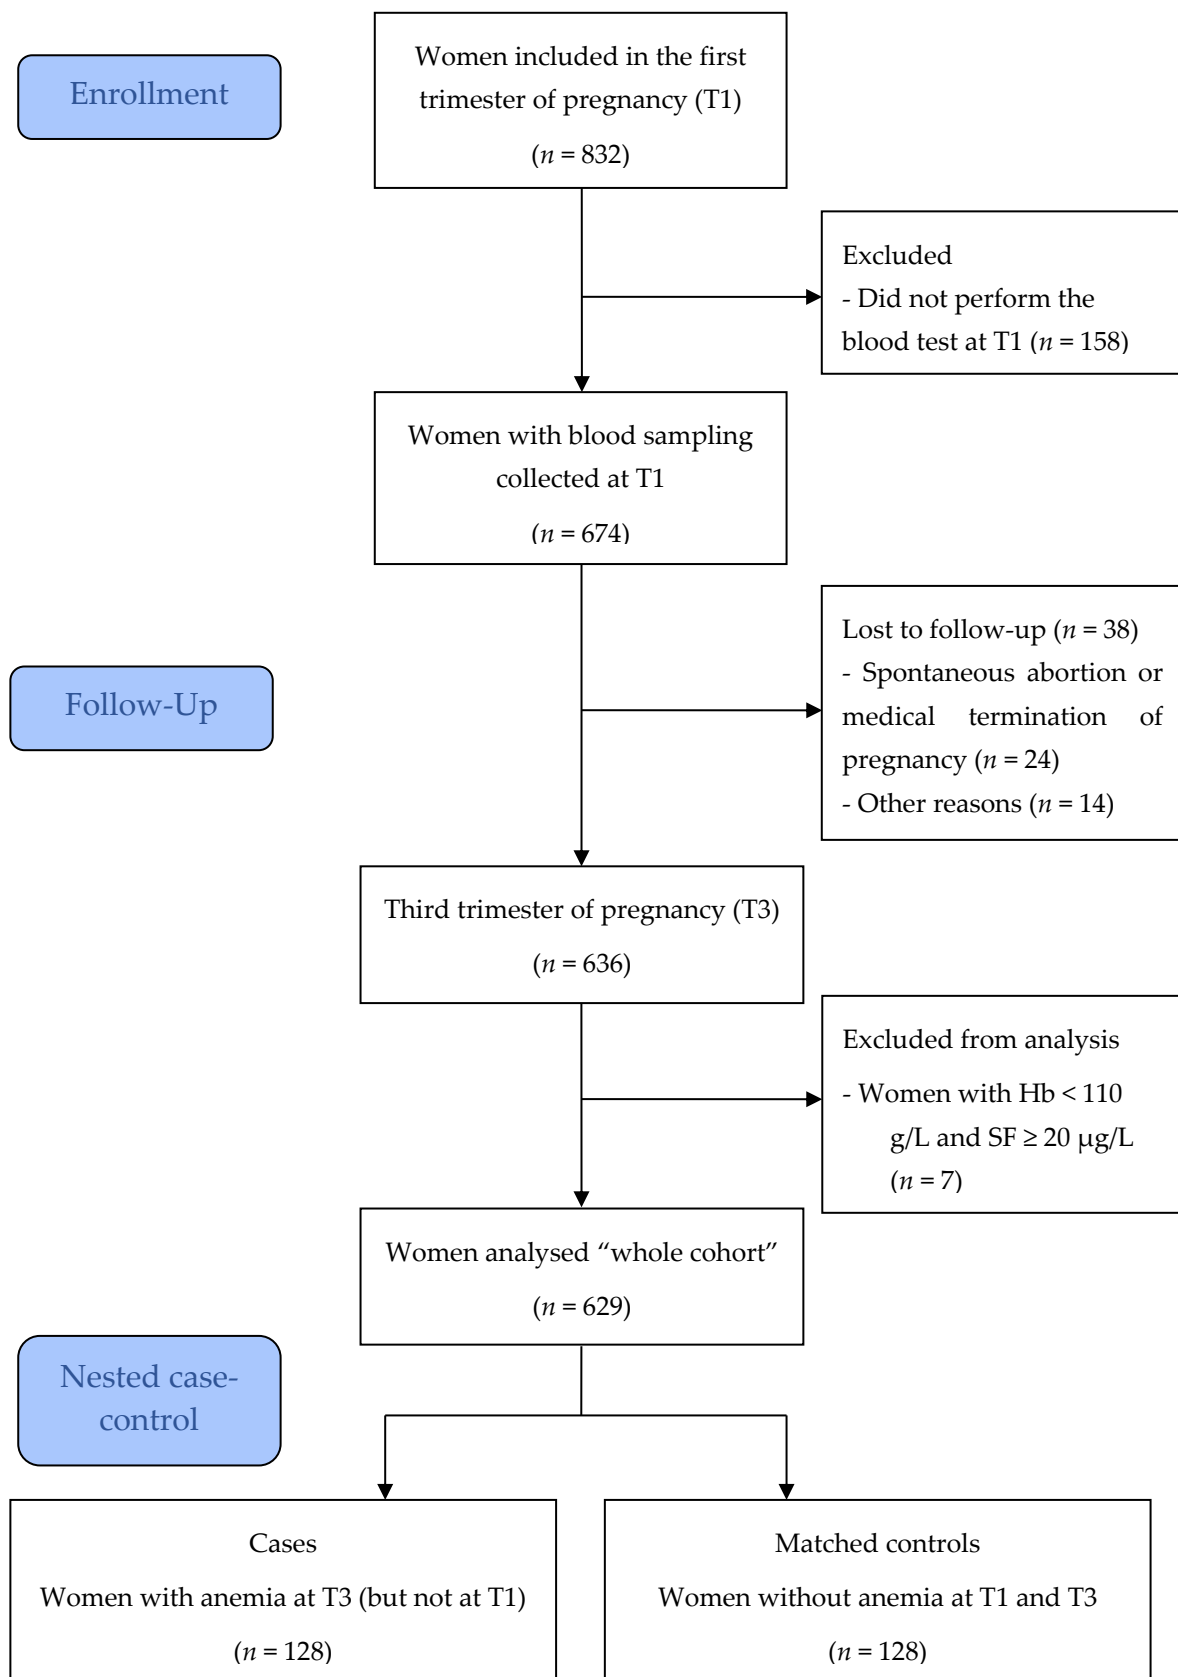 Enrollment
Women included in the first
trimester of pregnancy (T1)
(n = 832)
Excluded
- Did not perform the
blood test at T1 (n = 158)
Women with blood sampling
collected at T1
(n = 674)
Follow-Up
Lost to follow-up (n = 38)
- Spontaneous abortion or
medical termination of
pregnancy (n = 24)
- Other reasons (n = 14)
Third trimester of pregnancy (T3)
(n = 636)
Excluded from analysis
- Women with Hb < 110
g/L and SF ≥ 20 µg/L
(n = 7)
Women analysed “whole cohort”
(n = 629)
Nested case-
control
Cases
Women with anemia at T3 (but not at T1)
(n = 128)
Matched controls
Women without anemia at T1 and T3
(n = 128)